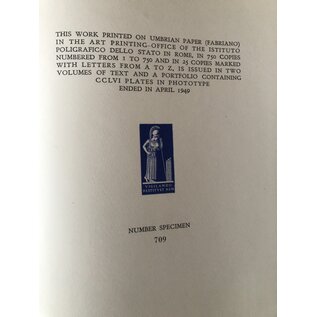 THIS WORK PRINTED ON UMBRIAN PAPER (FABRIANO)
IN THE ART PRINTING-OFFICE OF THE ISTITUTO
POLIGRAFICO DELLO STATO IN ROME, IN 750 COPIES
NUMBERED FROM 1 TO 750 AND IN 25 COPIES MARKED
WITH LETTERS FROM A TO Z, IS ISSUED IN TWO
VOLUMES OF TEXT AND A PORTFOLIO CONTAINING
CCLVI PLATES IN PHOTOTYPE
ENDED IN APRIL 1949
VIGILANDO
NUMBER SPECIMEN
709